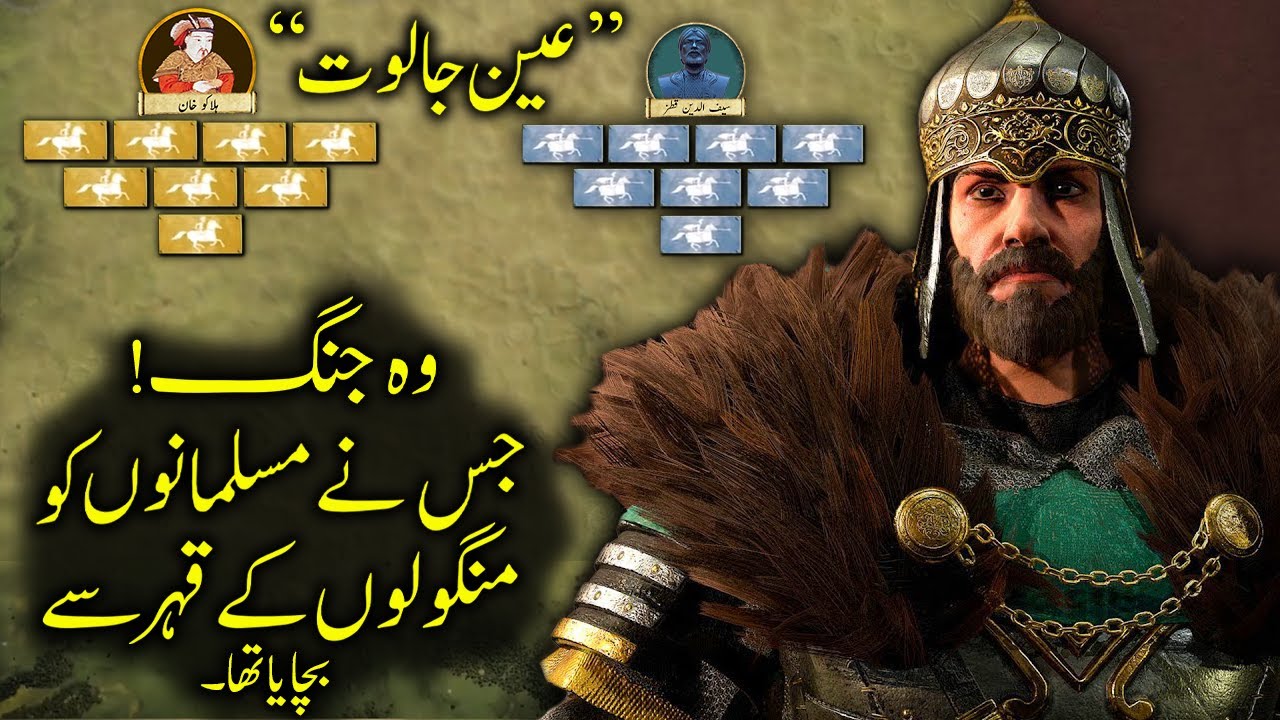 ”عین جالوت“
سیف الدین قطز
ہلاکو خان
وہ جنگ!
جس نے مسلمانوں کو
منگولوں کے قہر سے
بچایا تھا۔